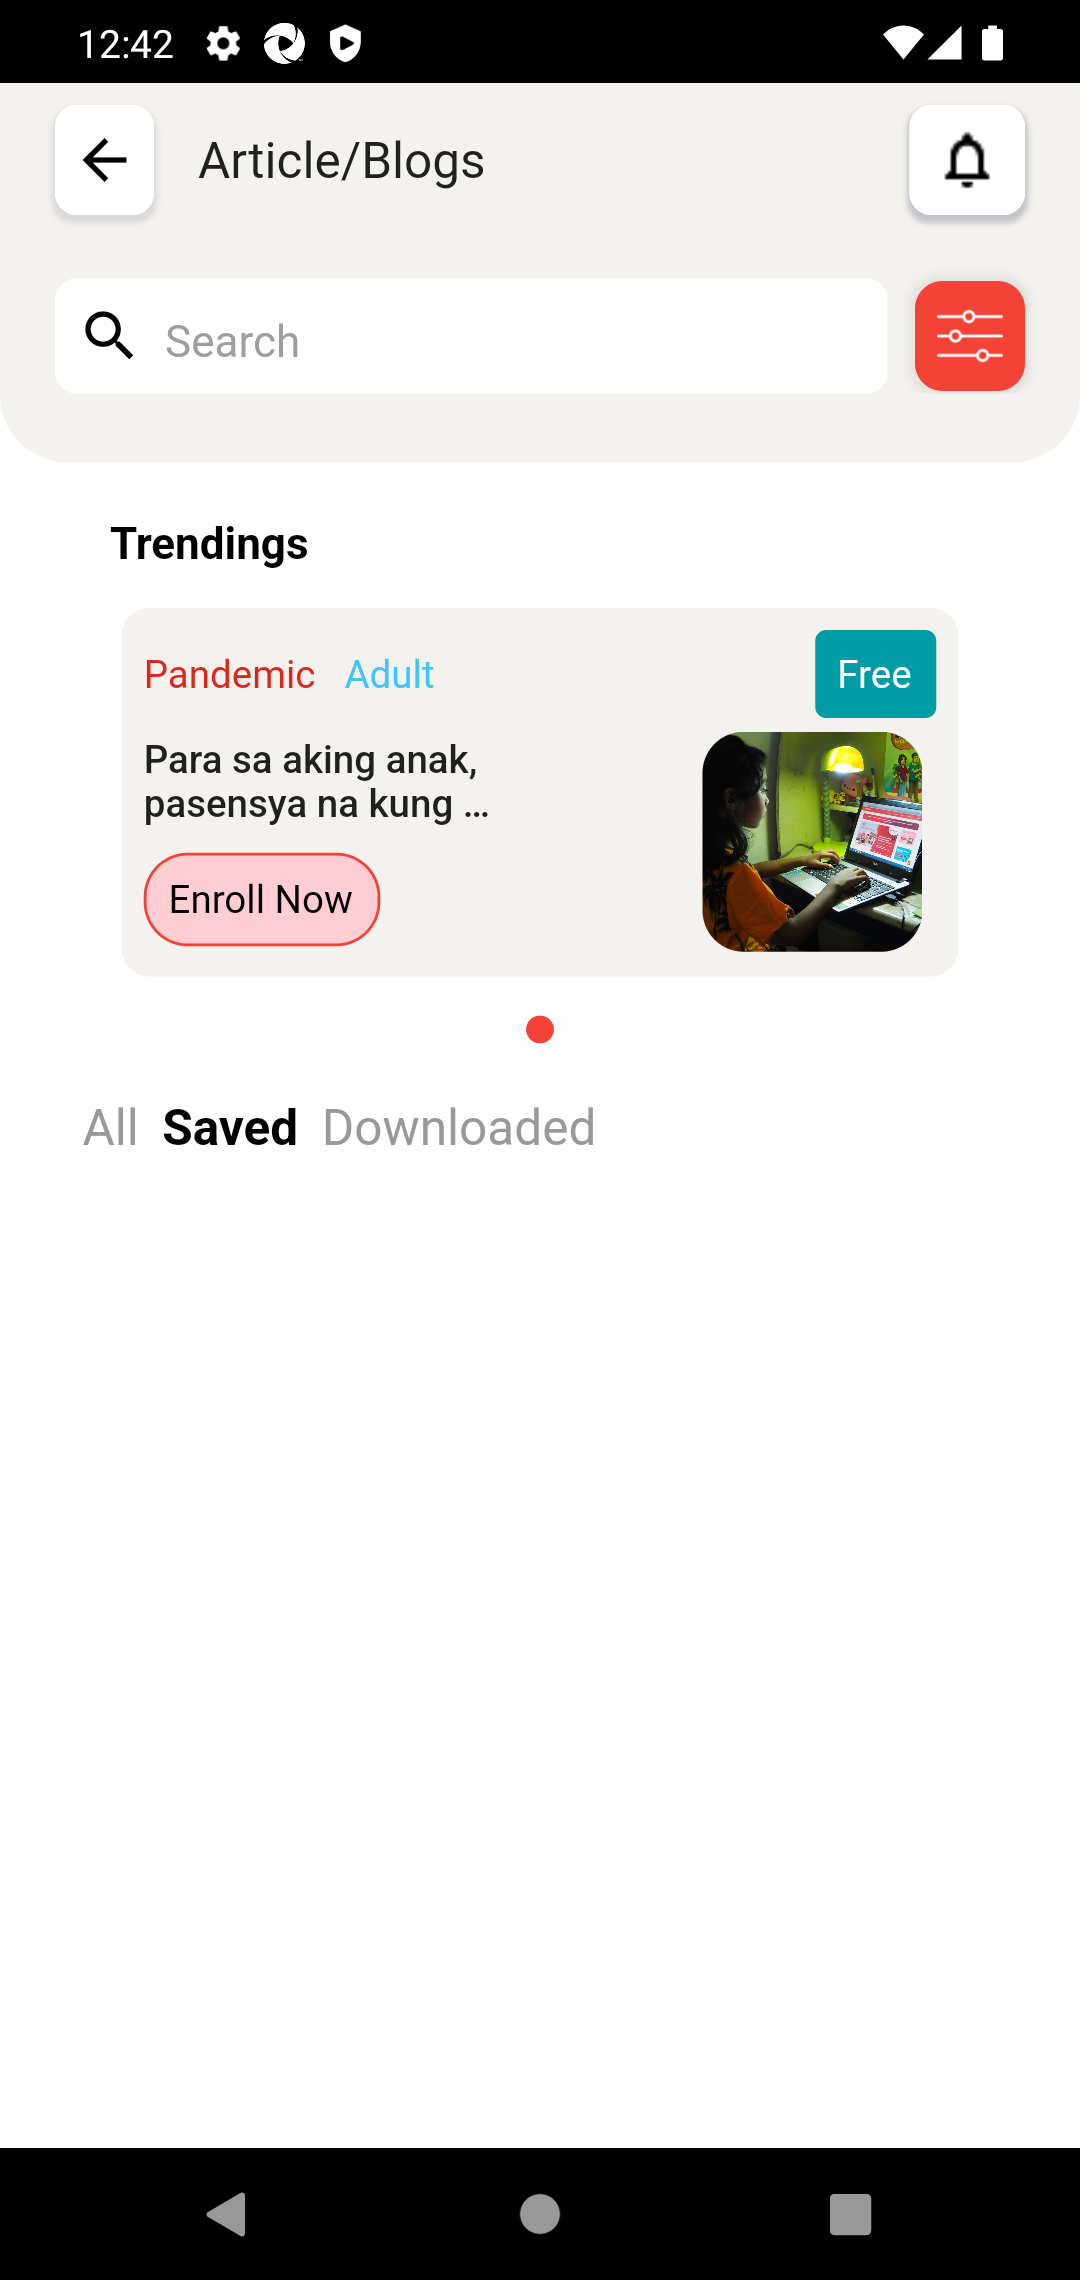 12:42
Article/Blogs
Search
Trendings
Pandemic Adult
Free
Para sa aking anak,
pasensya na kung ...
Enroll Now
All Saved Downloaded